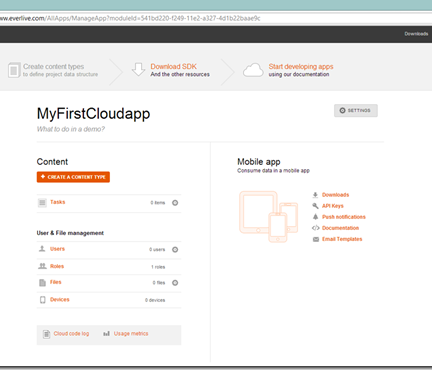 ww.everlive.com/AllApps/ManageApp?moduleId=541bd220-f249-11e2-a327-4d1b22baae9c
Downloads
Create content types
to define project data structure
Download SDK
And the other resources
Start developing apps
using our documentation
MyFirstCloudapp
SETTINGS
What to do in a demo?
Content
+ CREATE A CONTENT TYPE
Tasks 0 items
User & File management
Users 0 users
Roles 1 roles
Files 0 files
Devices 0 devices
Cloud code log Usage metrics
Mobile app
Consume data in a mobile app
Downloads
API Keys
Push notifications
Documentation
Email Templates